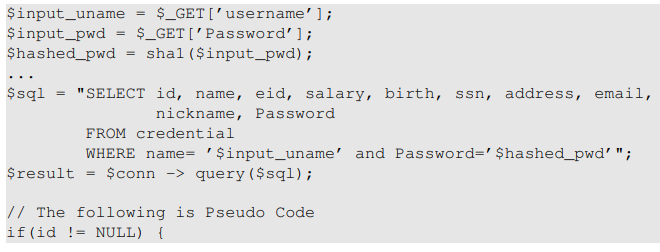 $input_uname = $_GET[’username’];
$input_pwd = $_GET[’Password’];
$hashed_pwd = sha1($input_pwd);
...
$sql = "SELECT id, name, eid, salary, birth, ssn, address, email,
nickname, Password
FROM credential
WHERE name= ’$input_uname’ and Password=’$hashed_pwd’";
$result = $conn -> query($sql);
// The following is Pseudo Code
if(id != NULL) {